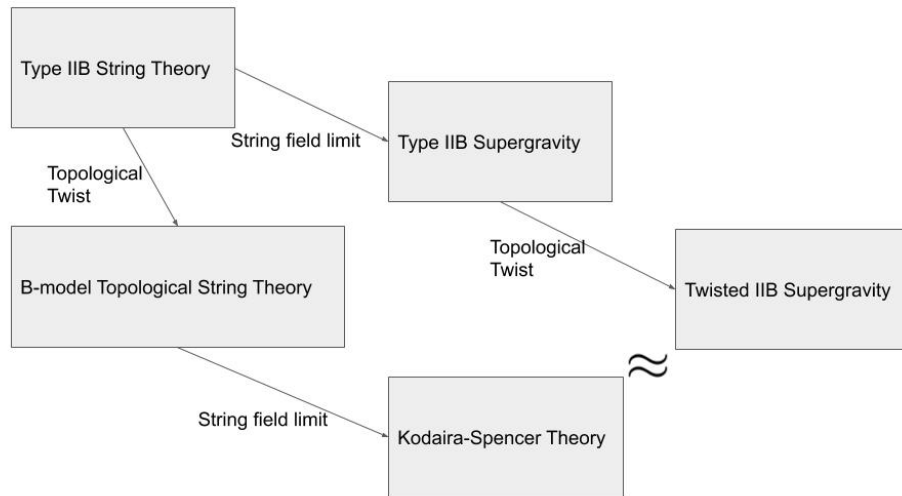 Type IIB String Theory
String field limit
Type IIB Supergravity
Topological
Twist
Topological
Twist
B-model Topological String Theory
Twisted IIB Supergravity
≈
String field limit
Kodaira-Spencer Theory